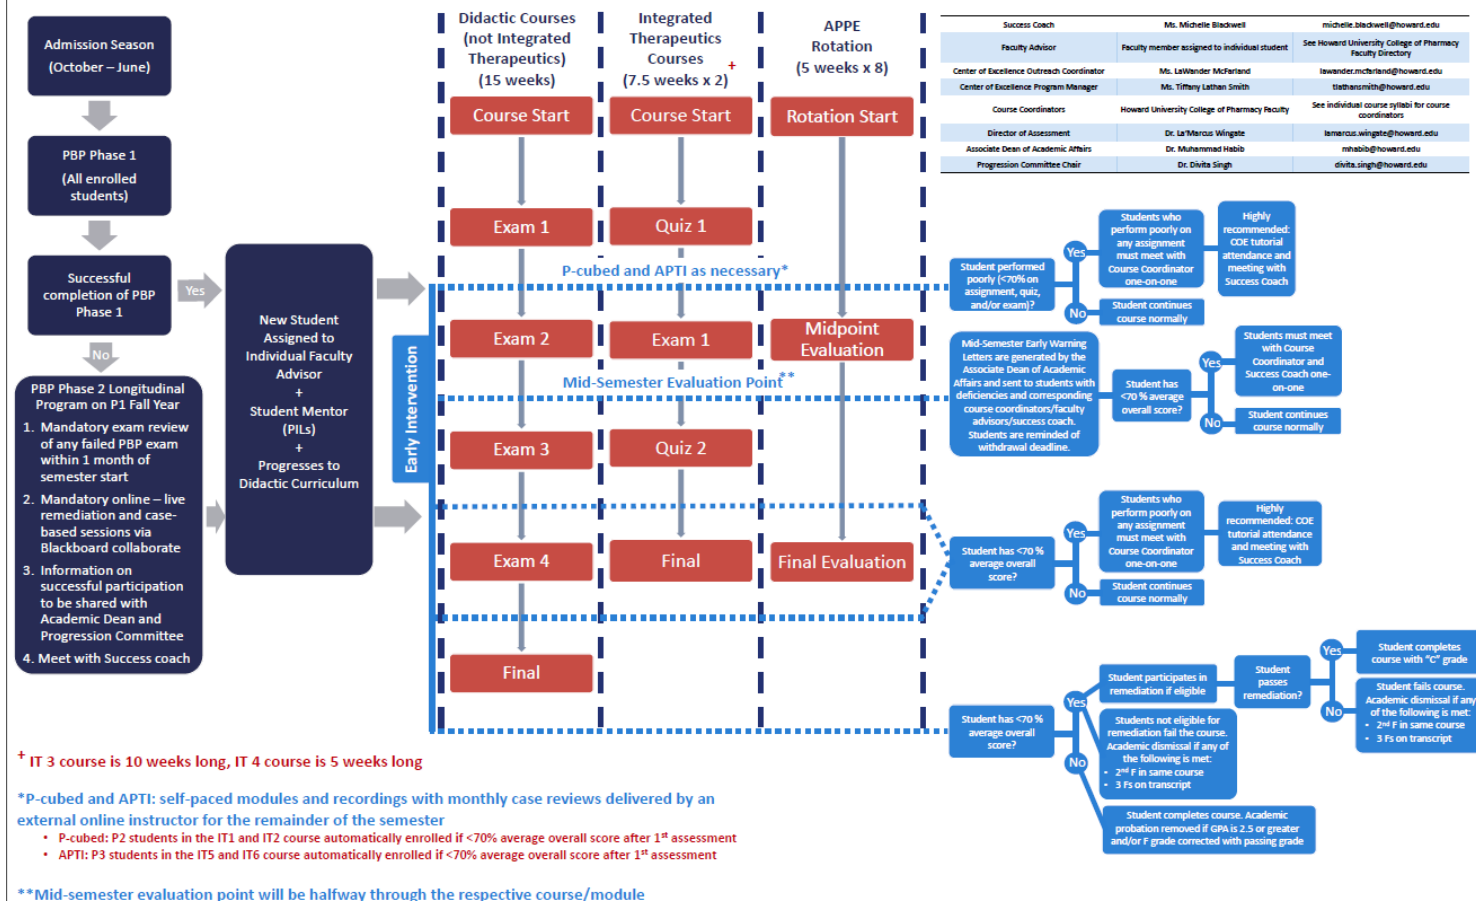 Admission Season
(October – June)
PBP Phase 1
(All enrolled
students)
Successful
completion of PBP
Phase 1
Yes
No
PBP Phase 2 Longitudinal
Program on P1 Fall Year
1. Mandatory exam review
of any failed PBP exam
within 1 month of
semester start
2. Mandatory online – live
remediation and case-
based sessions via
Blackboard collaborate
3. Information on
successful participation
to be shared with
Academic Dean and
Progression Committee
4. Meet with Success coach
New Student
Assigned to
Individual Faculty
Advisor
+
Student Mentor
(PILs)
+
Progresses to
Didactic Curriculum
Early Intervention
Didactic Courses
(not Integrated
Therapeutics)
(15 weeks)
Course Start
Exam 1
Exam 2
Exam 3
Exam 4
Final
Integrated
Therapeutics
Courses
(7.5 weeks x 2)+
Course Start
Quiz 1
Exam 1
Quiz 2
Final
APPE
Rotation
(5 weeks x 8)
Rotation Start
Midpoint
Evaluation
Final Evaluation
P-cubed and APTI as necessary*
Mid-Semester Evaluation Point**
Success Coach Ms. Michelle Blackwell michelle.blackwell@howard.edu
Faculty Advisor Faculty member assigned to individual student See Howard University College of Pharmacy
Faculty Directory
Center of Excellence Outreach Coordinator Ms. LaWander McFarland lawander.mcfarland@howard.edu
Center of Excellence Program Manager Ms. Tiffany Lathan Smith tlathansmith@howard.edu
Course Coordinators Howard University College of Pharmacy Faculty See individual course syllabi for course
coordinators
Director of Assessment Dr. La'Marcus Wingate lamarcus.wingate@howard.edu
Associate Dean of Academic Affairs Dr. Muhammad Habib mhabib@howard.edu
Progression Committee Chair Dr. Divita Singh divita.singh@howard.edu
Student performed
poorly (<70% on
assignment, quiz,
and/or exam)?
Yes
No
Students who
perform poorly on
any assignment
must meet with
Course Coordinator
one-on-one
Highly
recommended:
COE tutorial
attendance and
meeting with
Success Coach
Student continues
course normally
Mid-Semester Early Warning
Letters are generated by the
Associate Dean of Academic
Affairs and sent to students with
deficiencies and corresponding
course coordinators/faculty
advisors/success coach.
Students are reminded of
withdrawal deadline.
Student has
<70 % average
overall score?
Yes
No
Students must meet
with Course
Coordinator and
Success Coach one-
on-one
Student continues
course normally
Student has <70 %
average overall
score?
Yes
No
Students who
perform poorly on
any assignment
must meet with
Course Coordinator
one-on-one
Highly
recommended: COE
tutorial attendance
and meeting with
Success Coach
Student continues
course normally
Student has <70 %
average overall
score?
Yes
No
Student participates in
remediation if eligible
Student
passes
remediation?
Yes
No
Student completes
course with "C" grade
Student fails course.
Academic dismissal if any
of the following is met:
• 2nd F in same course
• 3 Fs on transcript
Students not eligible for
remediation fail the course.
Academic dismissal if any of
the following is met:
• 2nd F in same course
• 3 Fs on transcript
Student completes course. Academic
probation removed if GPA is 2.5 or greater
and/or F grade corrected with passing grade
+ IT 3 course is 10 weeks long, IT 4 course is 5 weeks long
*P-cubed and APTI: self-paced modules and recordings with monthly case reviews delivered by an
external online instructor for the remainder of the semester
• P-cubed: P2 students in the IT1 and IT2 course automatically enrolled if <70% average overall score after 1st assessment
• APTI: P3 students in the IT5 and IT6 course automatically enrolled if <70% average overall score after 1st assessment
**Mid-semester evaluation point will be halfway through the respective course/module